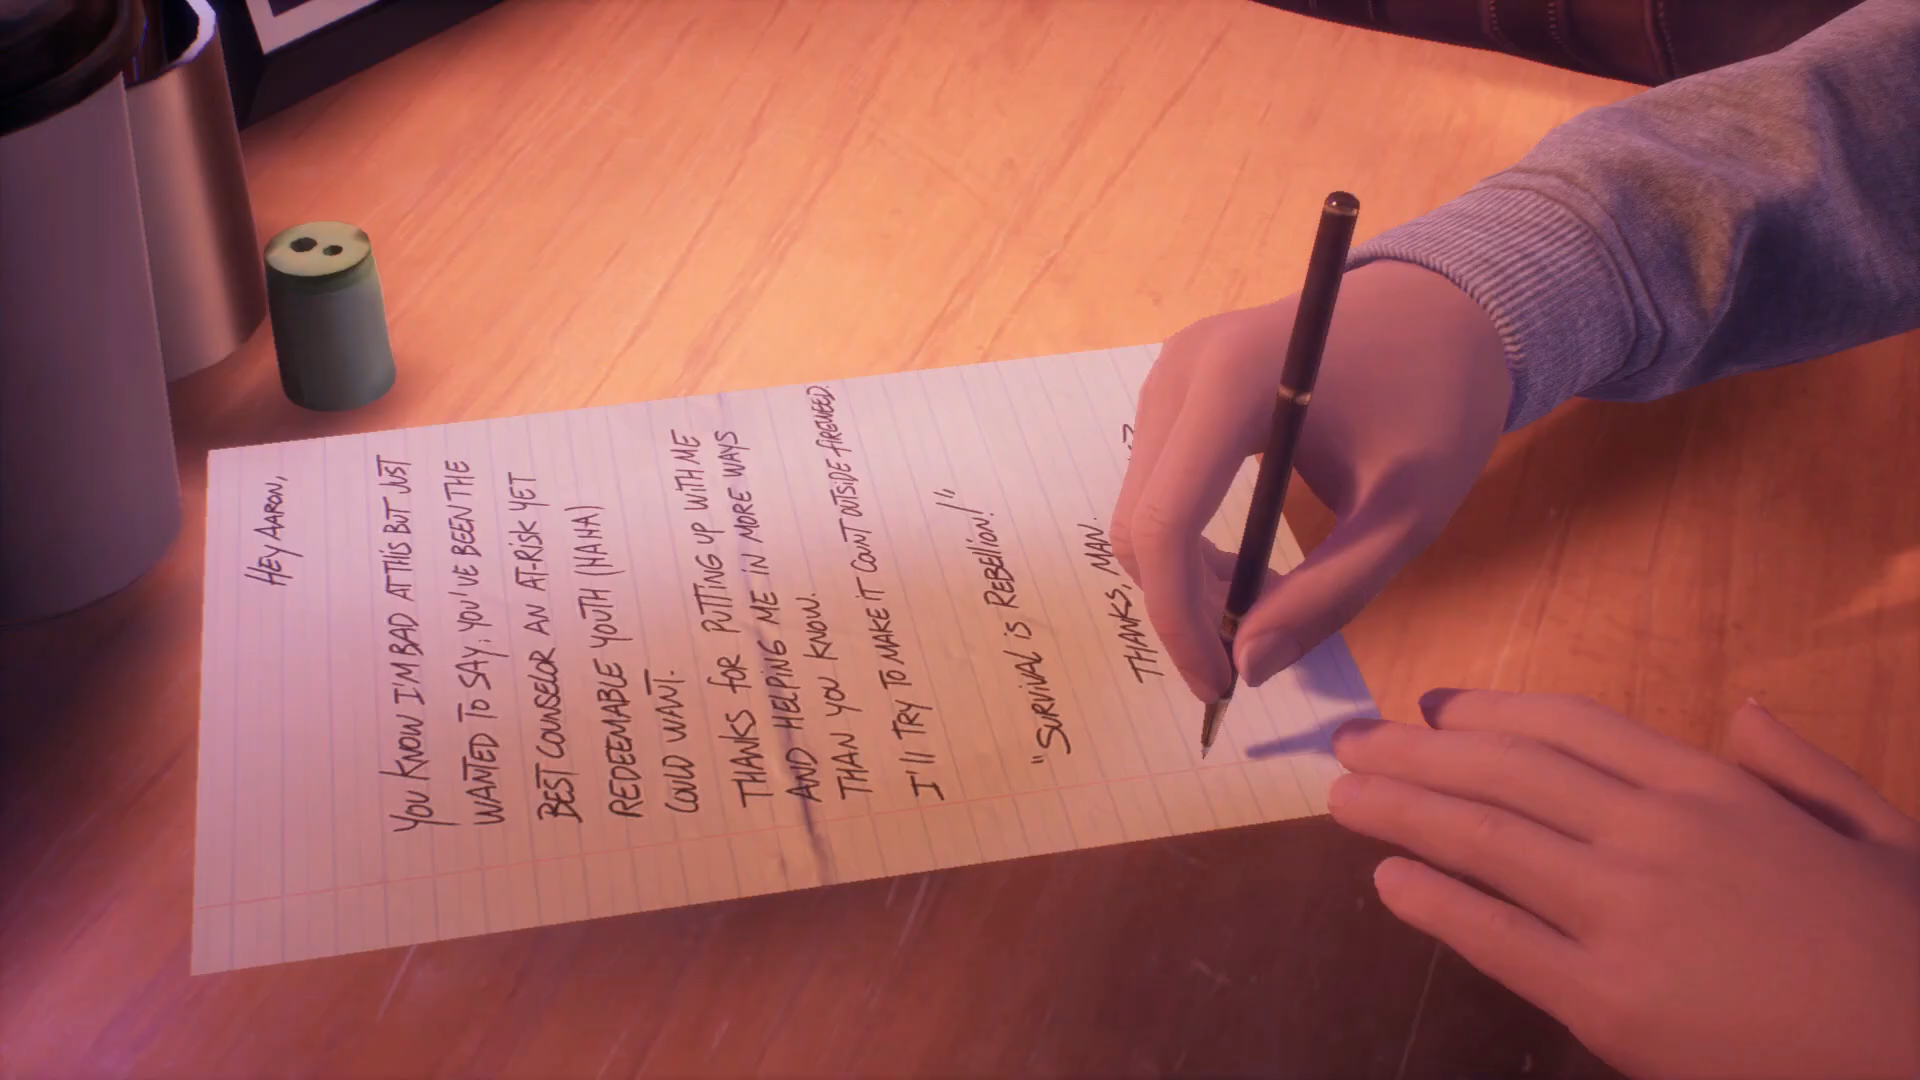 HEY AARON,
YOU KNOW I'M BAD AT THIS BUT JUST
WANTED TO SAY; YOU'VE BEEN THE
BEST COUNSELOR AN AT-RISK YET
REDEEMABLE YOUTH (HAHA)
COULD WANT.
THANKS FOR PUTTING UP WITH ME
AND HELPING ME IN MORE WAYS
THAN YOU KNOW.
I'll TRY TO MAKE IT COUNT OUTSIDE FIREWEED.
"SURVIVAL iS REBEllION!"
THANKS, MAN.